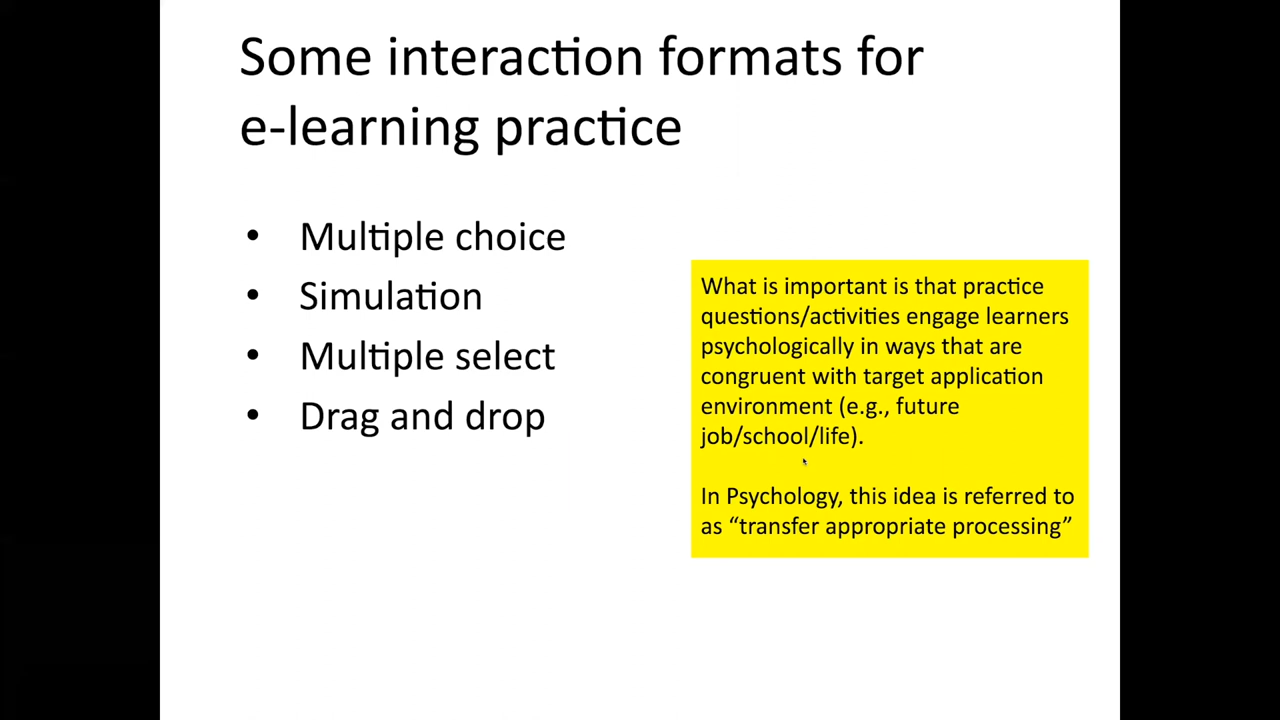 Some interaction formats for
e-learning practice
• Multiple choice
• Simulation
• Multiple select
• Drag and drop
What is important is that practice
questions/activities engage learners
psychologically in ways that are
congruent with target application
environment (e.g., future
job/school/life).
In Psychology, this idea is referred to
as “transfer appropriate processing”